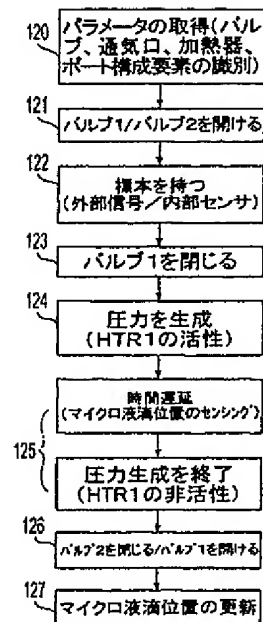 120
パラメータの取得(バル
ブ、通気口、加熱器、
ポート構成要素の識別)
121
バルブ1/バルブ2を開ける
122
標本を持つ
(外部信号/内部センサ)
123
バルブ1を閉じる
124
圧力を生成
(HTR1の活性)
125
時間遅延
(マイクロ液滴位置のセンシング)
圧力生成を終了
(HTR1の非活性)
126
バルブ2を閉じる/バルブ1を開ける
127
マイクロ液滴位置の更新